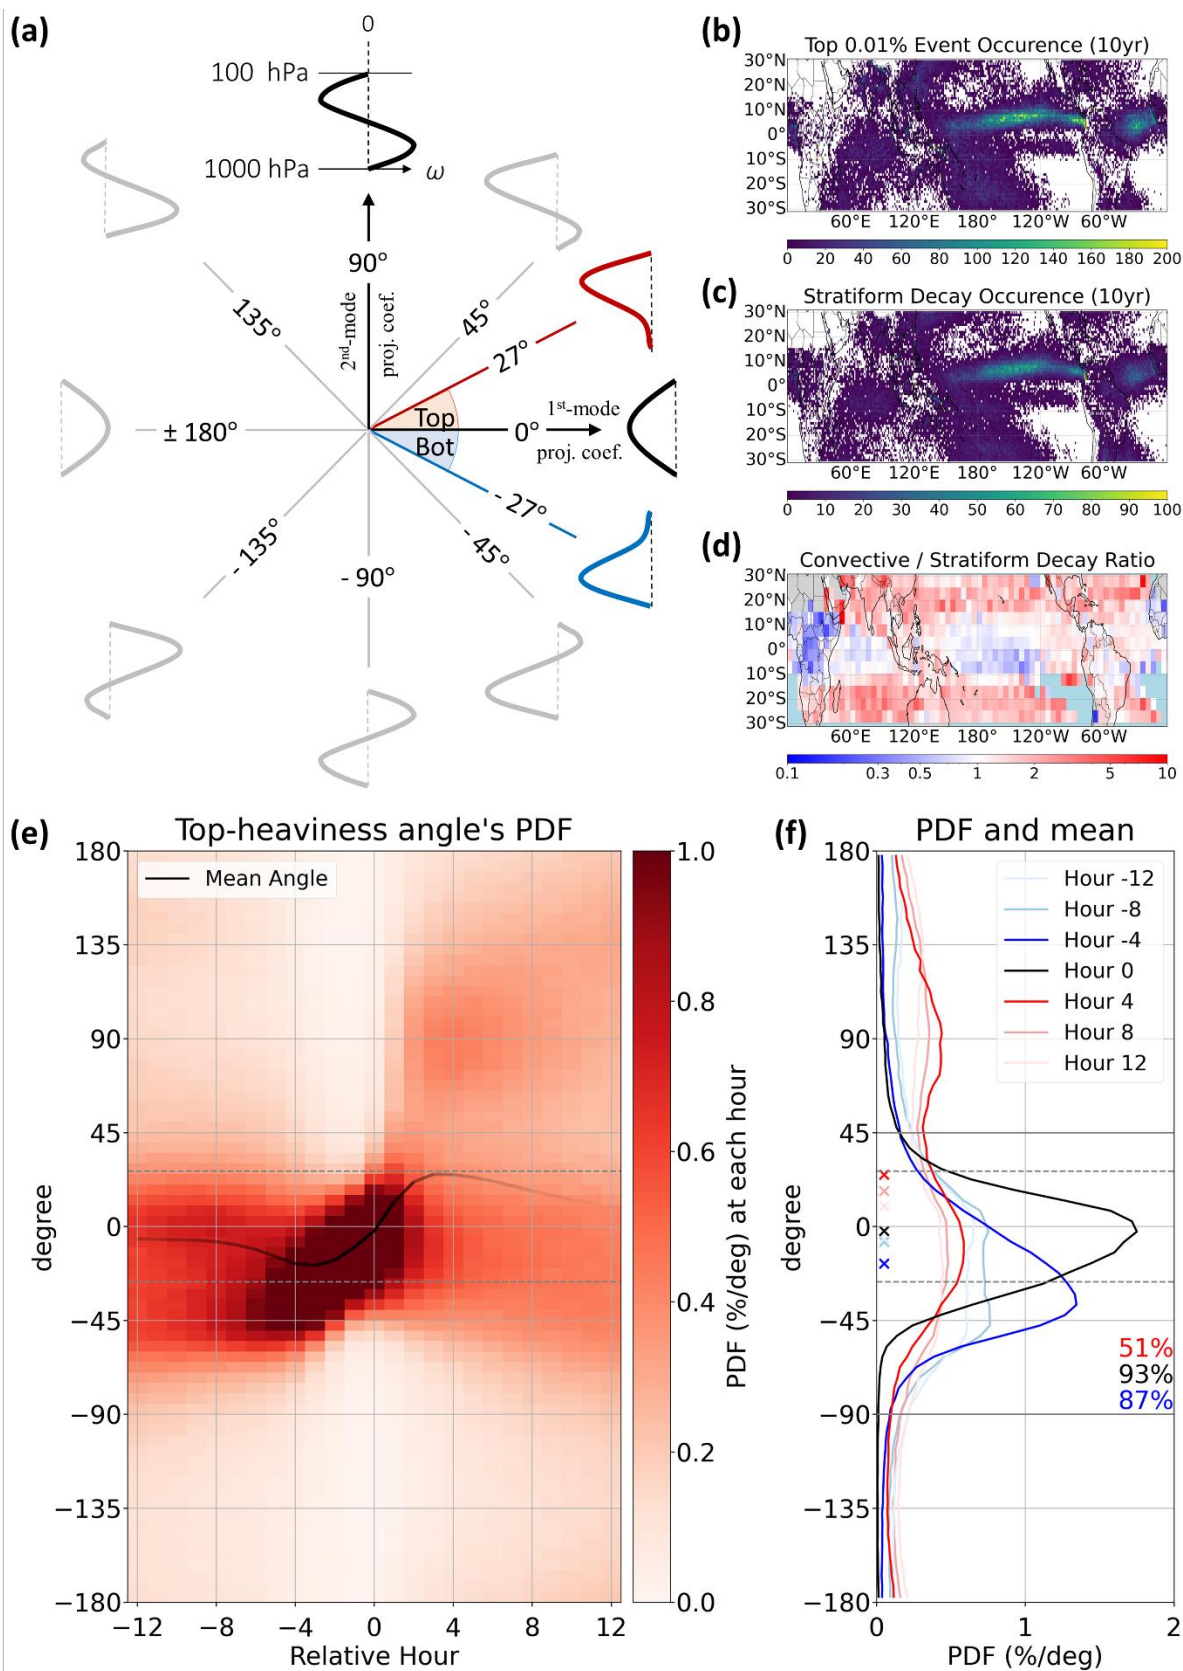 (a)
0
100 hPa
1000 hPa
ω
90°
135°
45°
2nd-mode
proj. coef.
27°
± 180°
Top
Bot
0°
1st-mode
proj. coef.
- 27°
- 135°
- 45°
- 90°
(b)
Top 0.01% Event Occurence (10yr)
30°N
20°N
10°N
0°
10°S
20°S
30°S
60°E 120°E 180° 120°W 60°W
0 20 40 60 80 100 120 140 160 180 200
(c)
Stratiform Decay Occurence (10yr)
30°N
20°N
10°N
0°
10°S
20°S
30°S
60°E 120°E 180° 120°W 60°W
0 10 20 30 40 50 60 70 80 90 100
(d)
Convective / Stratiform Decay Ratio
30°N
20°N
10°N
0°
10°S
20°S
30°S
60°E 120°E 180° 120°W 60°W
0.1 0.3 0.5 1 2 5 10
(e)
Top-heaviness angle's PDF
Mean Angle
180
135
90
45
0
−45
−90
−135
−180
degree
−12 −8 −4 0 4 8 12
Relative Hour
1.0
0.8
0.6
0.4
0.2
0.0
PDF (%/deg) at each hour
(f)
PDF and mean
Hour -12
Hour -8
Hour -4
Hour 0
Hour 4
Hour 8
Hour 12
180
135
90
45
0
−45
−90
−135
−180
degree
51%
93%
87%
0 1 2
PDF (%/deg)